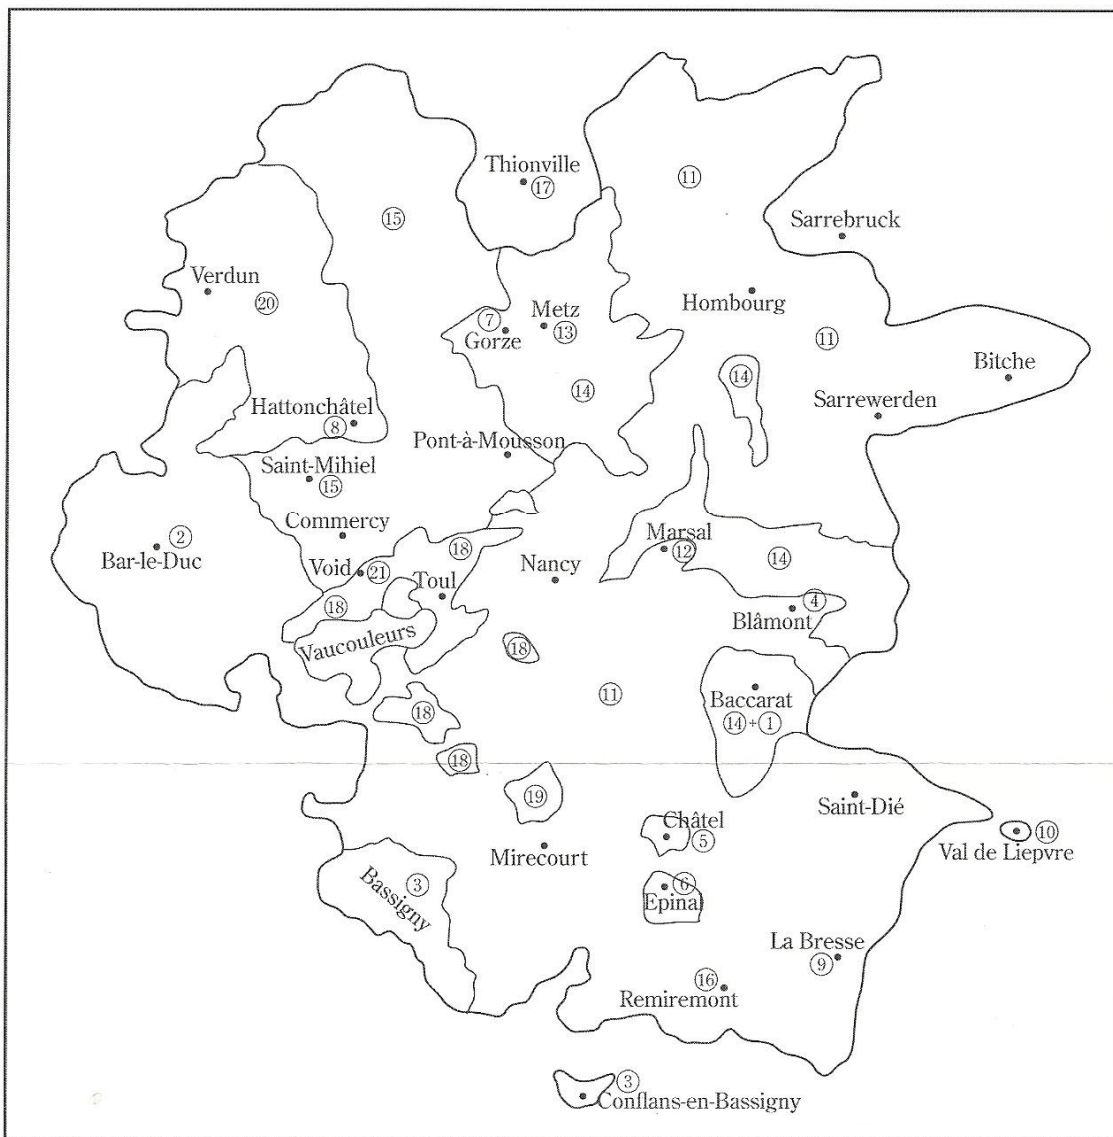 Thionville
⑰
⑪
⑮
Sarrebruck
Verdun
⑳
Hombourg
⑦
Metz
⑬
Gorze
⑪
Bitche
⑭
⑭
Hattonchâtel
⑧
Sarrewerden
Pont-à-Mousson
Saint-Mihiel
⑮
Commercy
②
Bar-le-Duc
⑱
Marsal
⑫
⑭
Void
㉑
Toul
Nancy
⑱
④
Blâmont
Vaucouleurs
⑱
⑪
Baccarat
⑭+①
⑱
⑱
⑲
Saint-Dié
Châtel
⑤
⑩
Val de Liepvre
Mirecourt
Bassigny
③
⑥
Epinal
La Bresse
⑨
⑯
Remiremont
③
Conflans-en-Bassigny